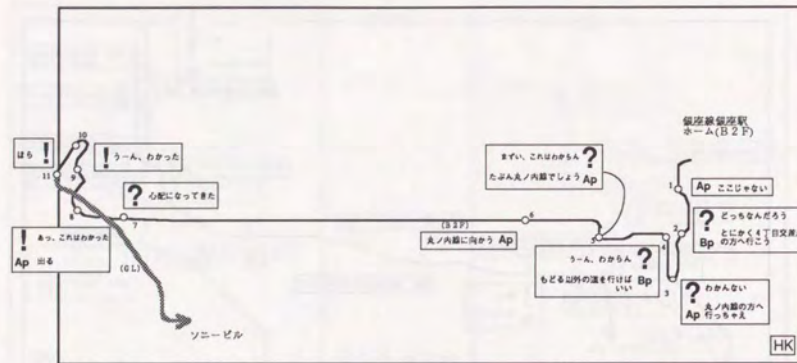 銀座線銀座駅
ホーム(B2F)
1
Ap ここじゃない
2
? どっちなんだろう
とにかく4丁目交差点
Bp の方へ行こう
3
? わかんない
丸ノ内線の方へ
Ap 行っちゃえ
4
5
まずい、これはわからん ?
たぶん丸ノ内線でしょう Ap
うーん、わからん ?
もどる以外の道を行けば Bp
いい
6
(B2F)
丸ノ内線に向かう Ap
7
? 心配になってきた
8
! あっ、これはわかった
Ap 出る
9
! うーん、わかった
10
11
ほら !
(GL)
ソニービル
HK